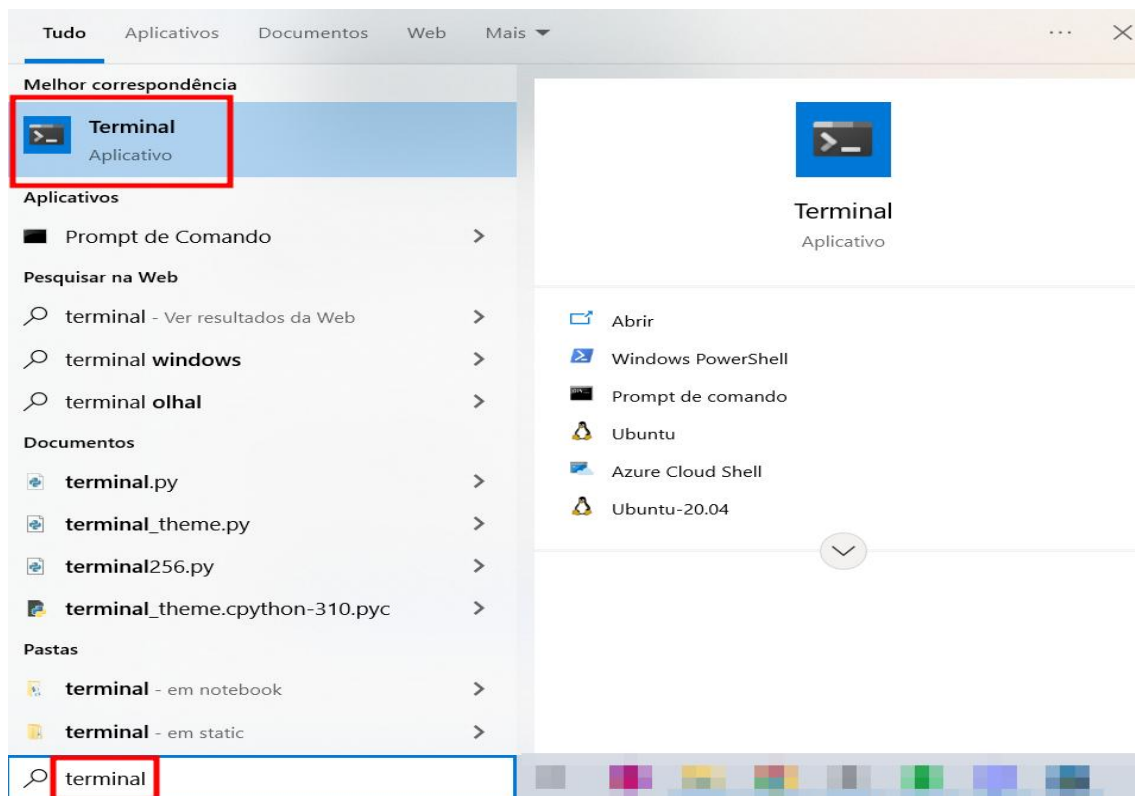 Tudo Aplicativos Documentos Web Mais
Melhor correspondência
Terminal
Aplicativo
Aplicativos
Prompt de Comando
Pesquisar na Web
terminal - Ver resultados da Web
terminal windows
terminal olhal
Documentos
terminal.py
terminal_theme.py
terminal256.py
terminal_theme.cpython-310.pyc
Pastas
terminal - em notebook
terminal - em static
terminal
Terminal
Aplicativo
Abrir
Windows PowerShell
Prompt de comando
Ubuntu
Azure Cloud Shell
Ubuntu-20.04